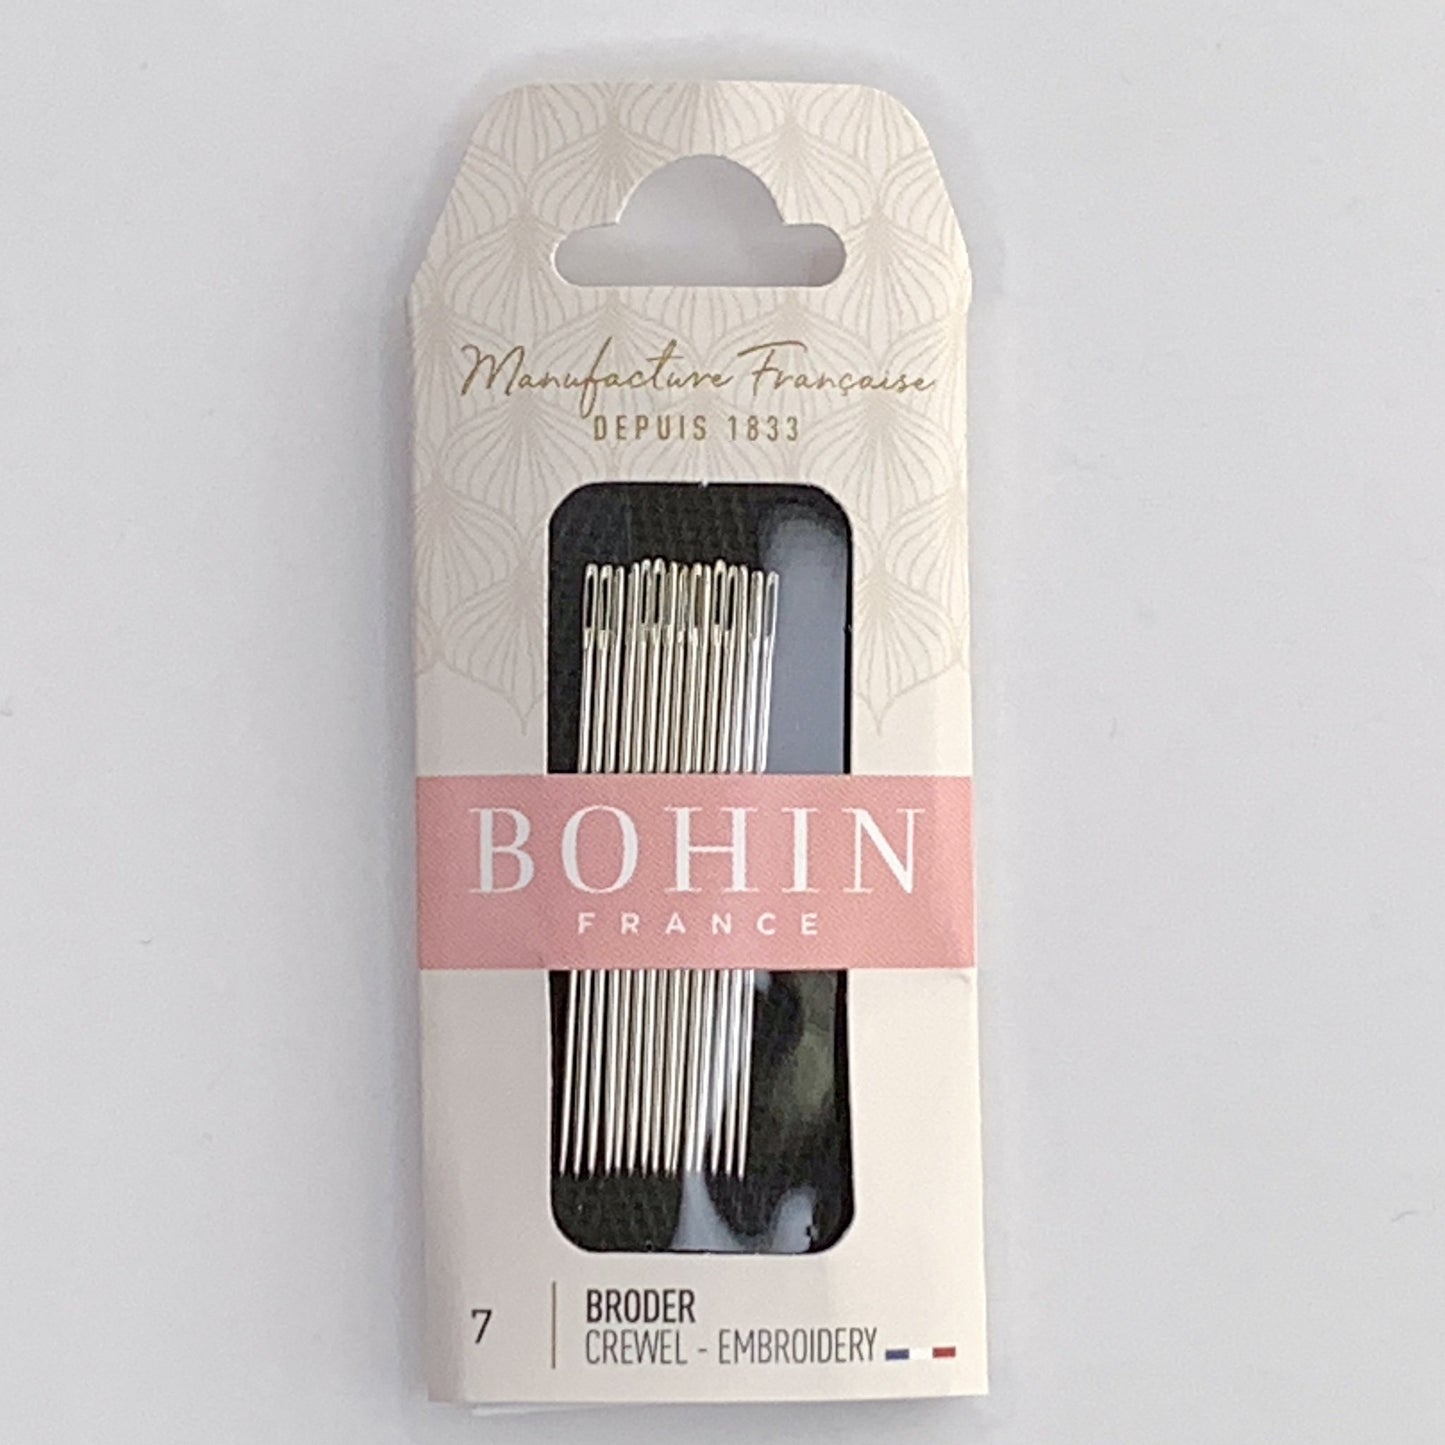 Manufacture Française
DEPUIS 1833
BOHIN
FRANCE
7
BRODER
CREWEL - EMBROIDERY